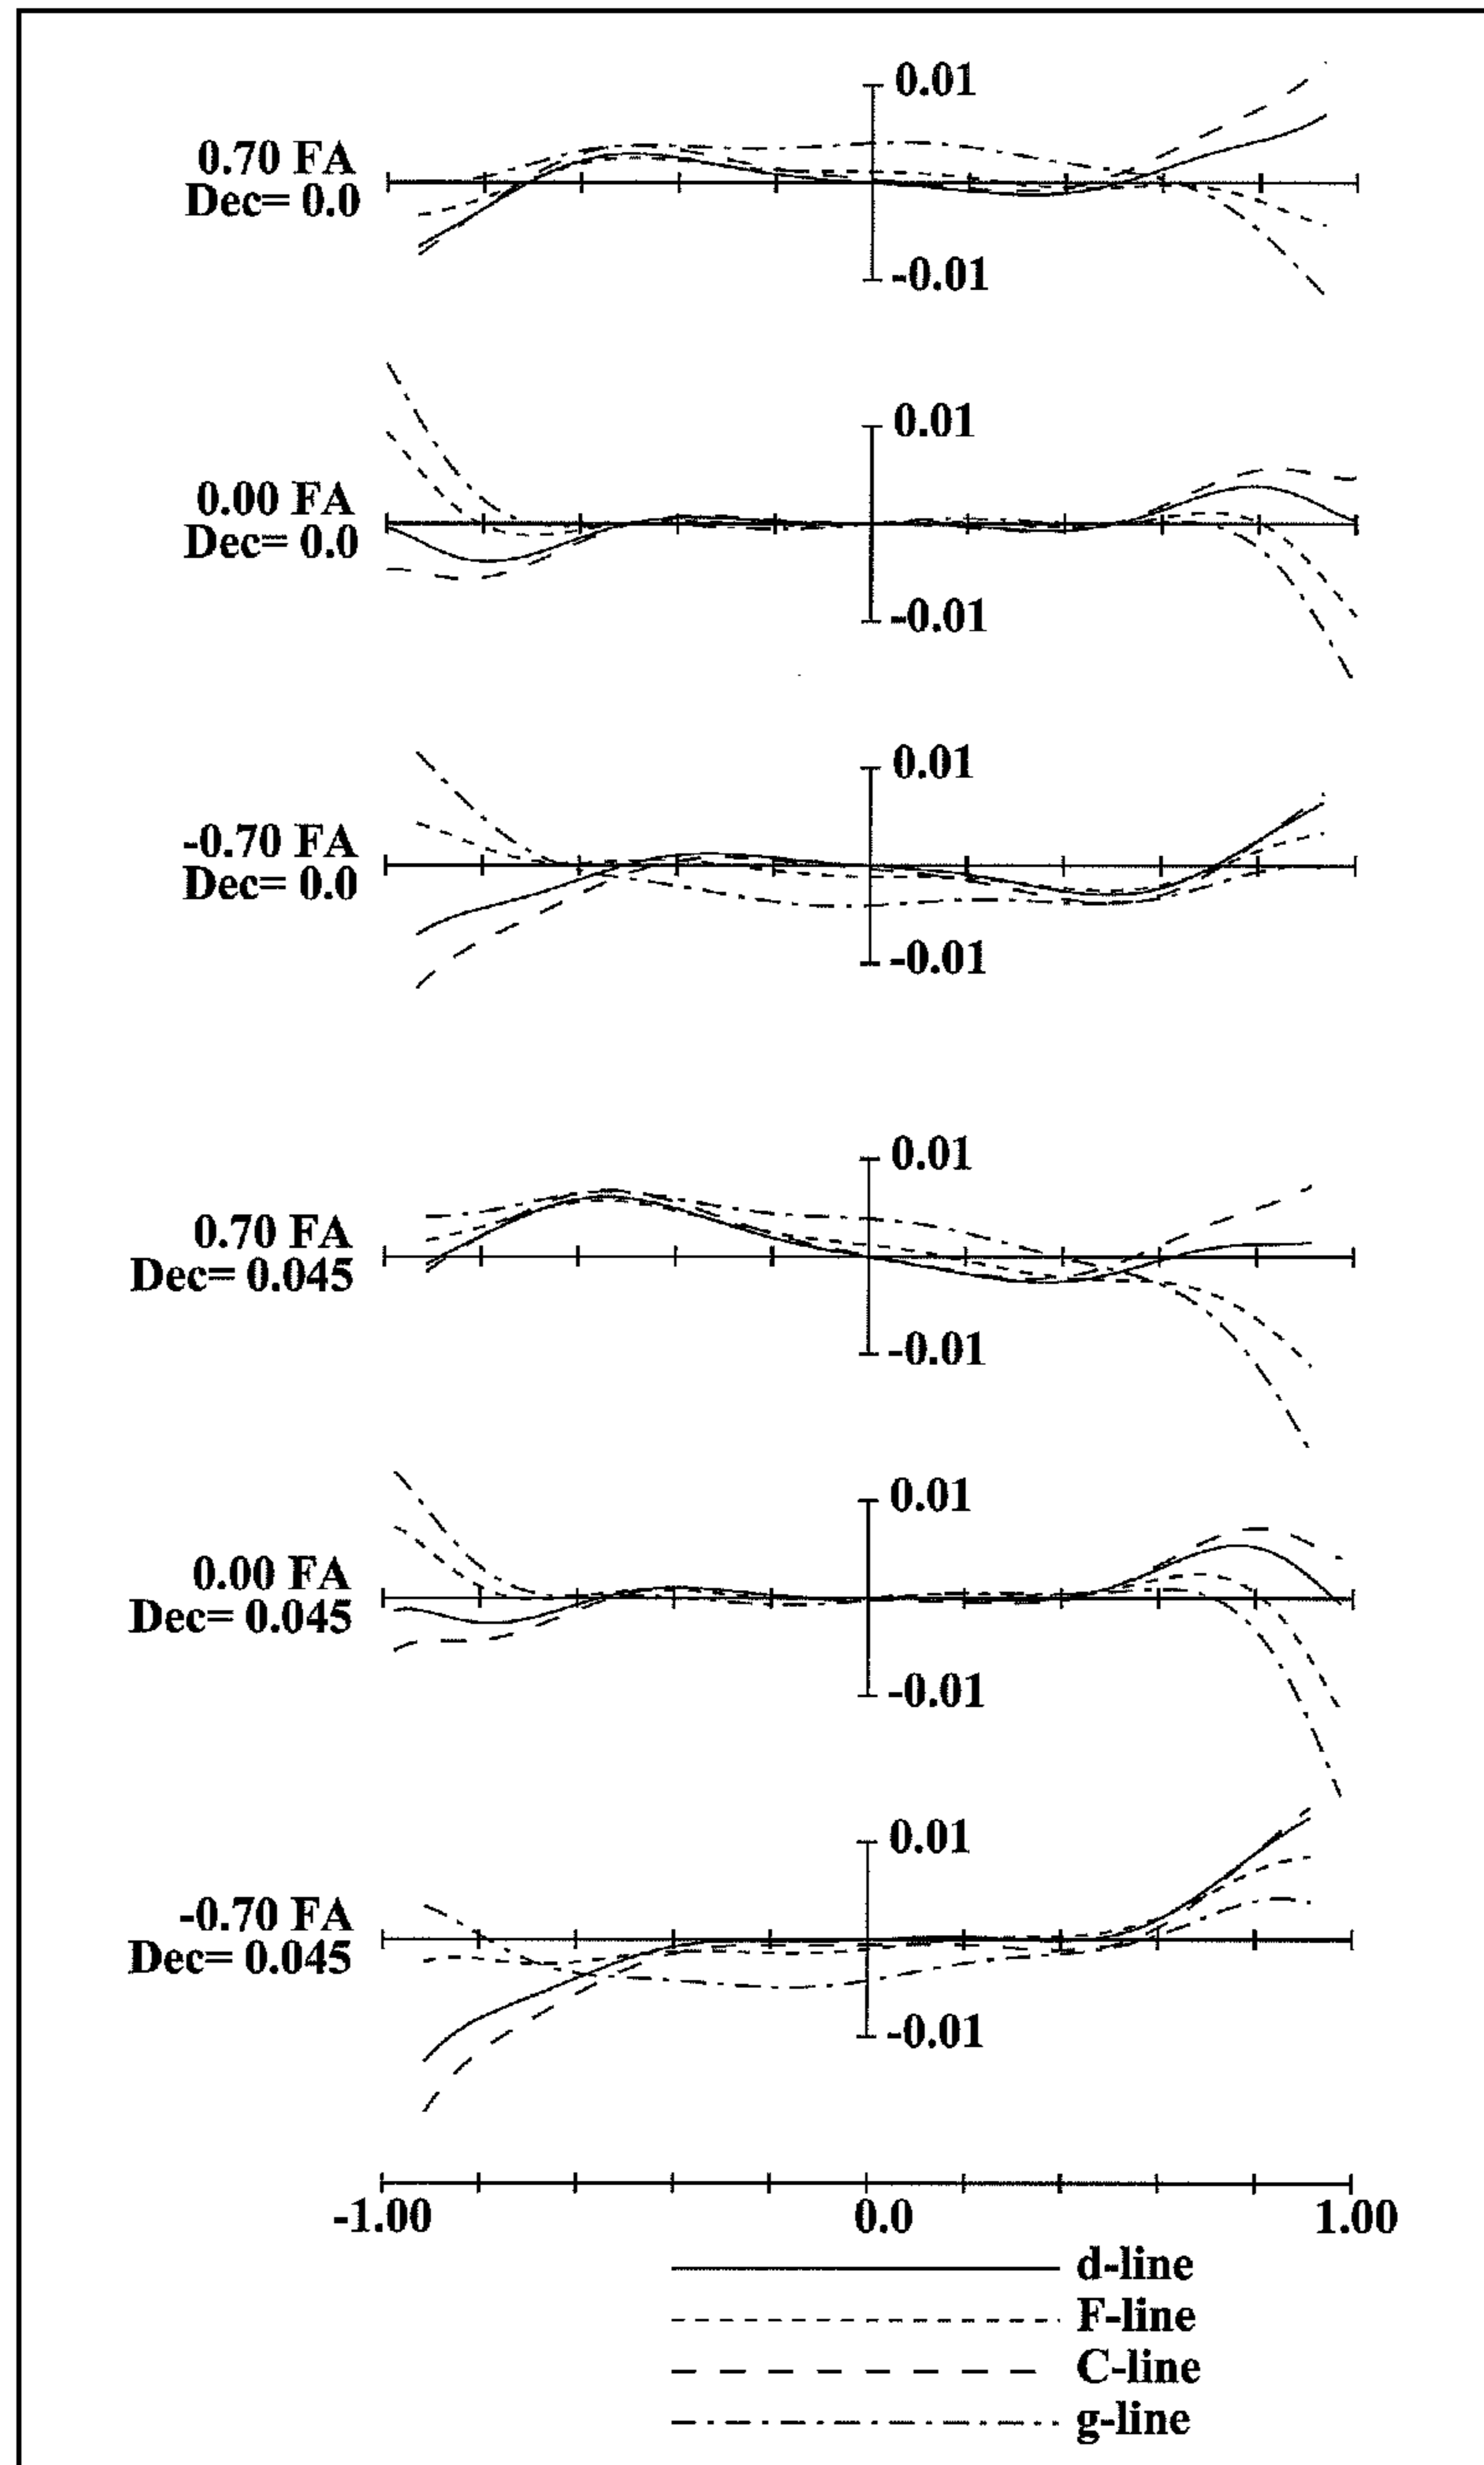 0.01
0.70 FA
Dec= 0.0
-0.01
0.01
0.00 FA
Dec= 0.0
-0.01
0.01
-0.70 FA
Dec= 0.0
-0.01
0.01
0.70 FA
Dec= 0.045
-0.01
0.01
0.00 FA
Dec= 0.045
-0.01
0.01
-0.70 FA
Dec= 0.045
-0.01
-1.00 0.0 1.00
d-line
F-line
C-line
g-line